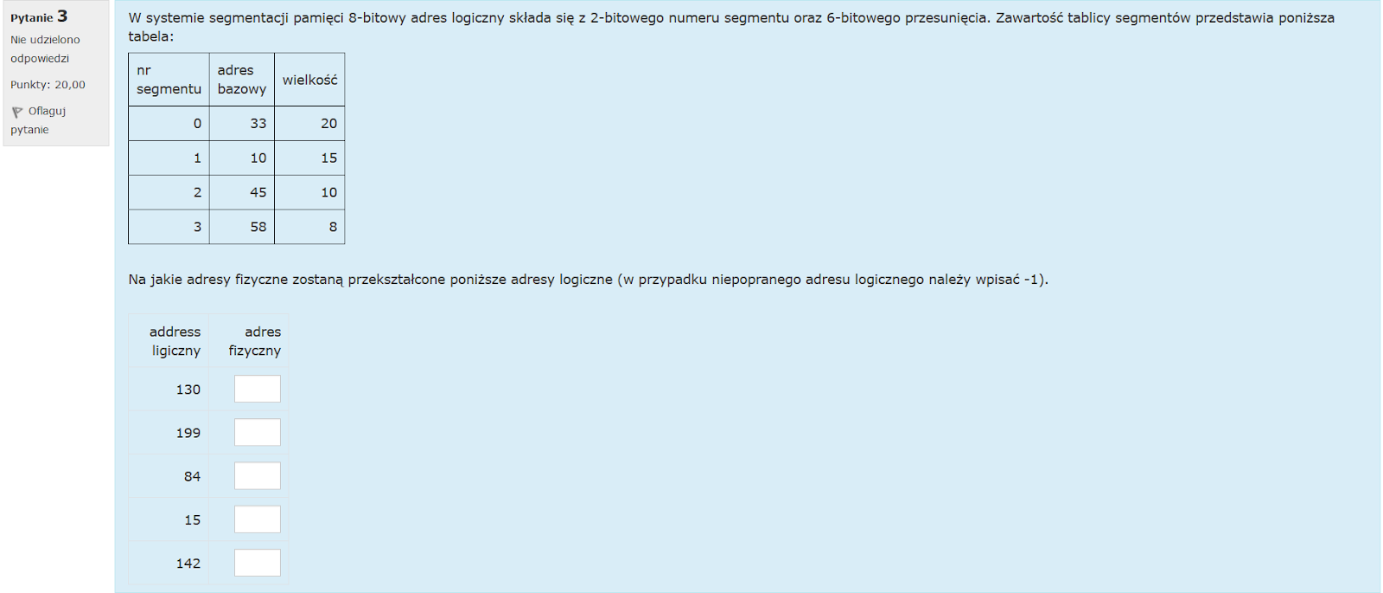 Pytanie 3
Nie udzielono
odpowiedzi
Punkty: 20,00
Oflaguj
pytanie
W systemie segmentacji pamięci 8-bitowy adres logiczny składa się z 2-bitowego numeru segmentu oraz 6-bitowego przesunięcia. Zawartość tablicy segmentów przedstawia poniższa
tabela:
nr segmentu adres bazowy wielkość
0 33 20
1 10 15
2 45 10
3 58 8
Na jakie adresy fizyczne zostaną przekształcone poniższe adresy logiczne (w przypadku niepopranego adresu logicznego należy wpisać -1).
address adres
ligiczny fizyczny
130
199
84
15
142